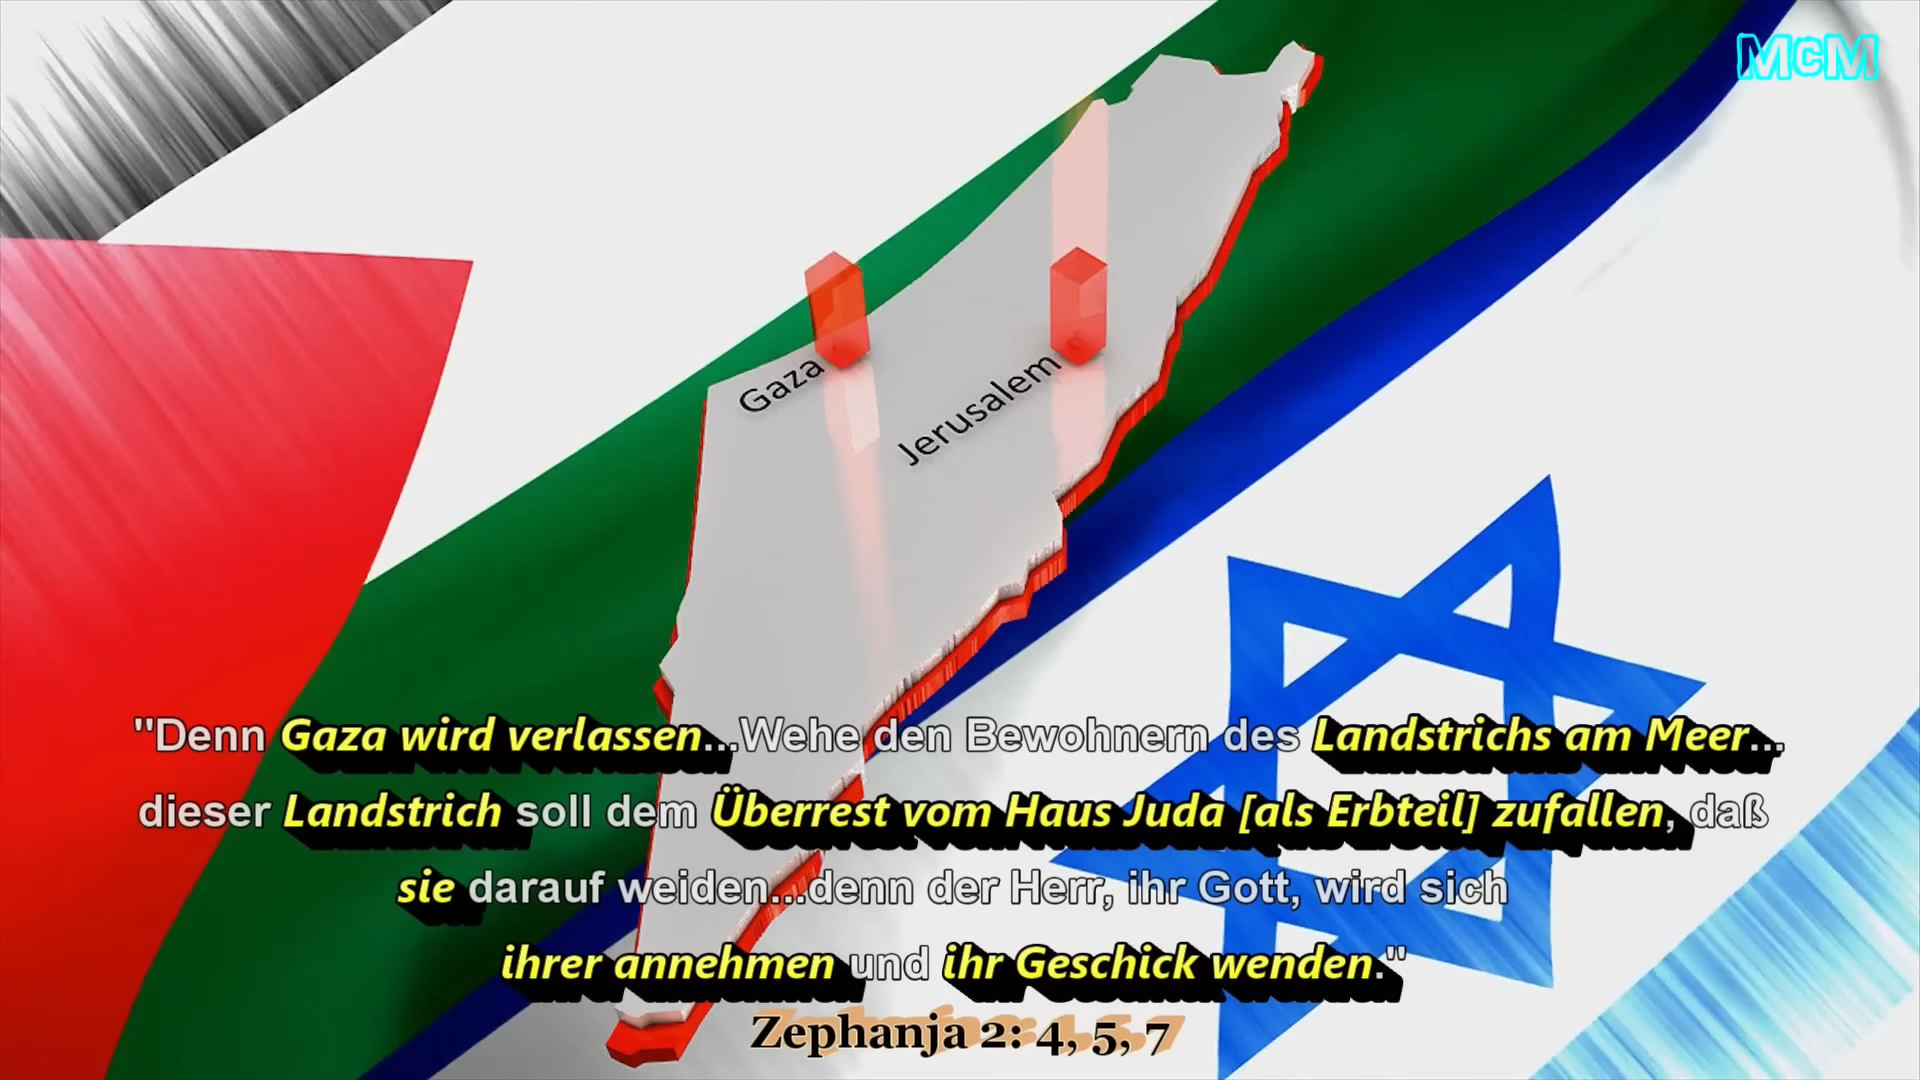 McM
Gaza
Jerusalem
"Denn Gaza wird verlassen...Wehe den Bewohnern des Landstrichs am Meer...
dieser Landstrich soll dem Überrest vom Haus Juda [als Erbteil] zufallen, daß
sie darauf weiden...denn der Herr, ihr Gott, wird sich
ihrer annehmen und ihr Geschick wenden."
Zephanja 2: 4, 5, 7